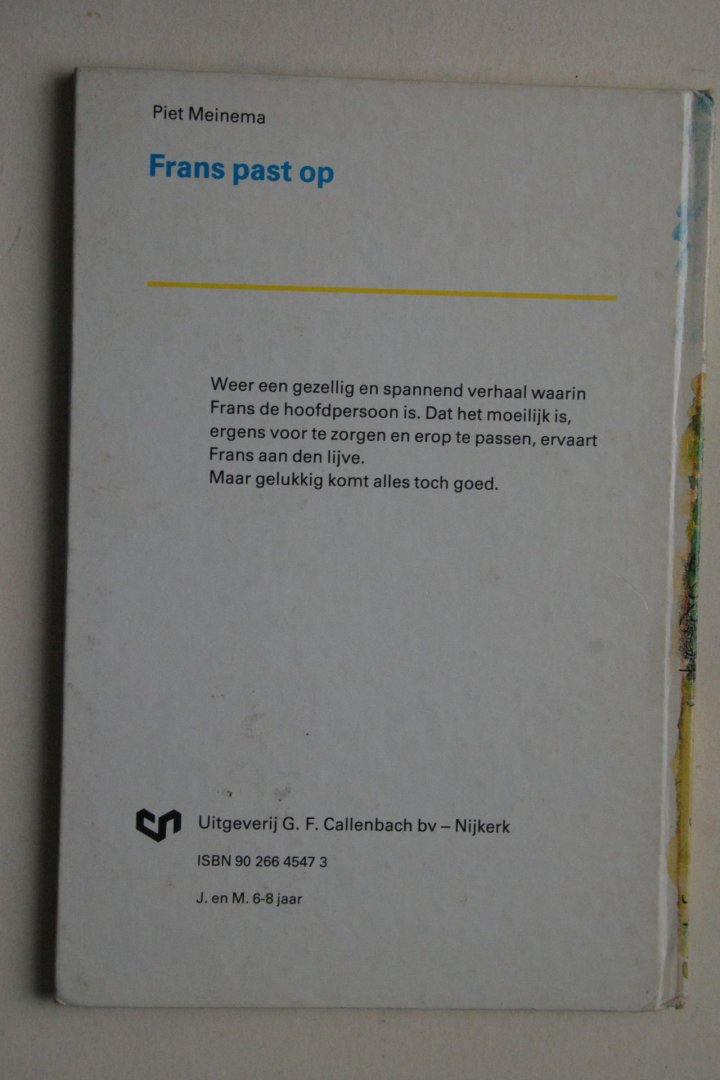 Piet Meinema
Frans past op
Weer een gezellig en spannend verhaal waarin
Frans de hoofdpersoon is. Dat het moeilijk is,
ergens voor te zorgen en erop te passen, ervaart
Frans aan den lijve.
Maar gelukkig komt alles toch goed.
Uitgeverij G. F. Callenbach bv – Nijkerk
ISBN 90 266 4547 3
J. en M. 6-8 jaar